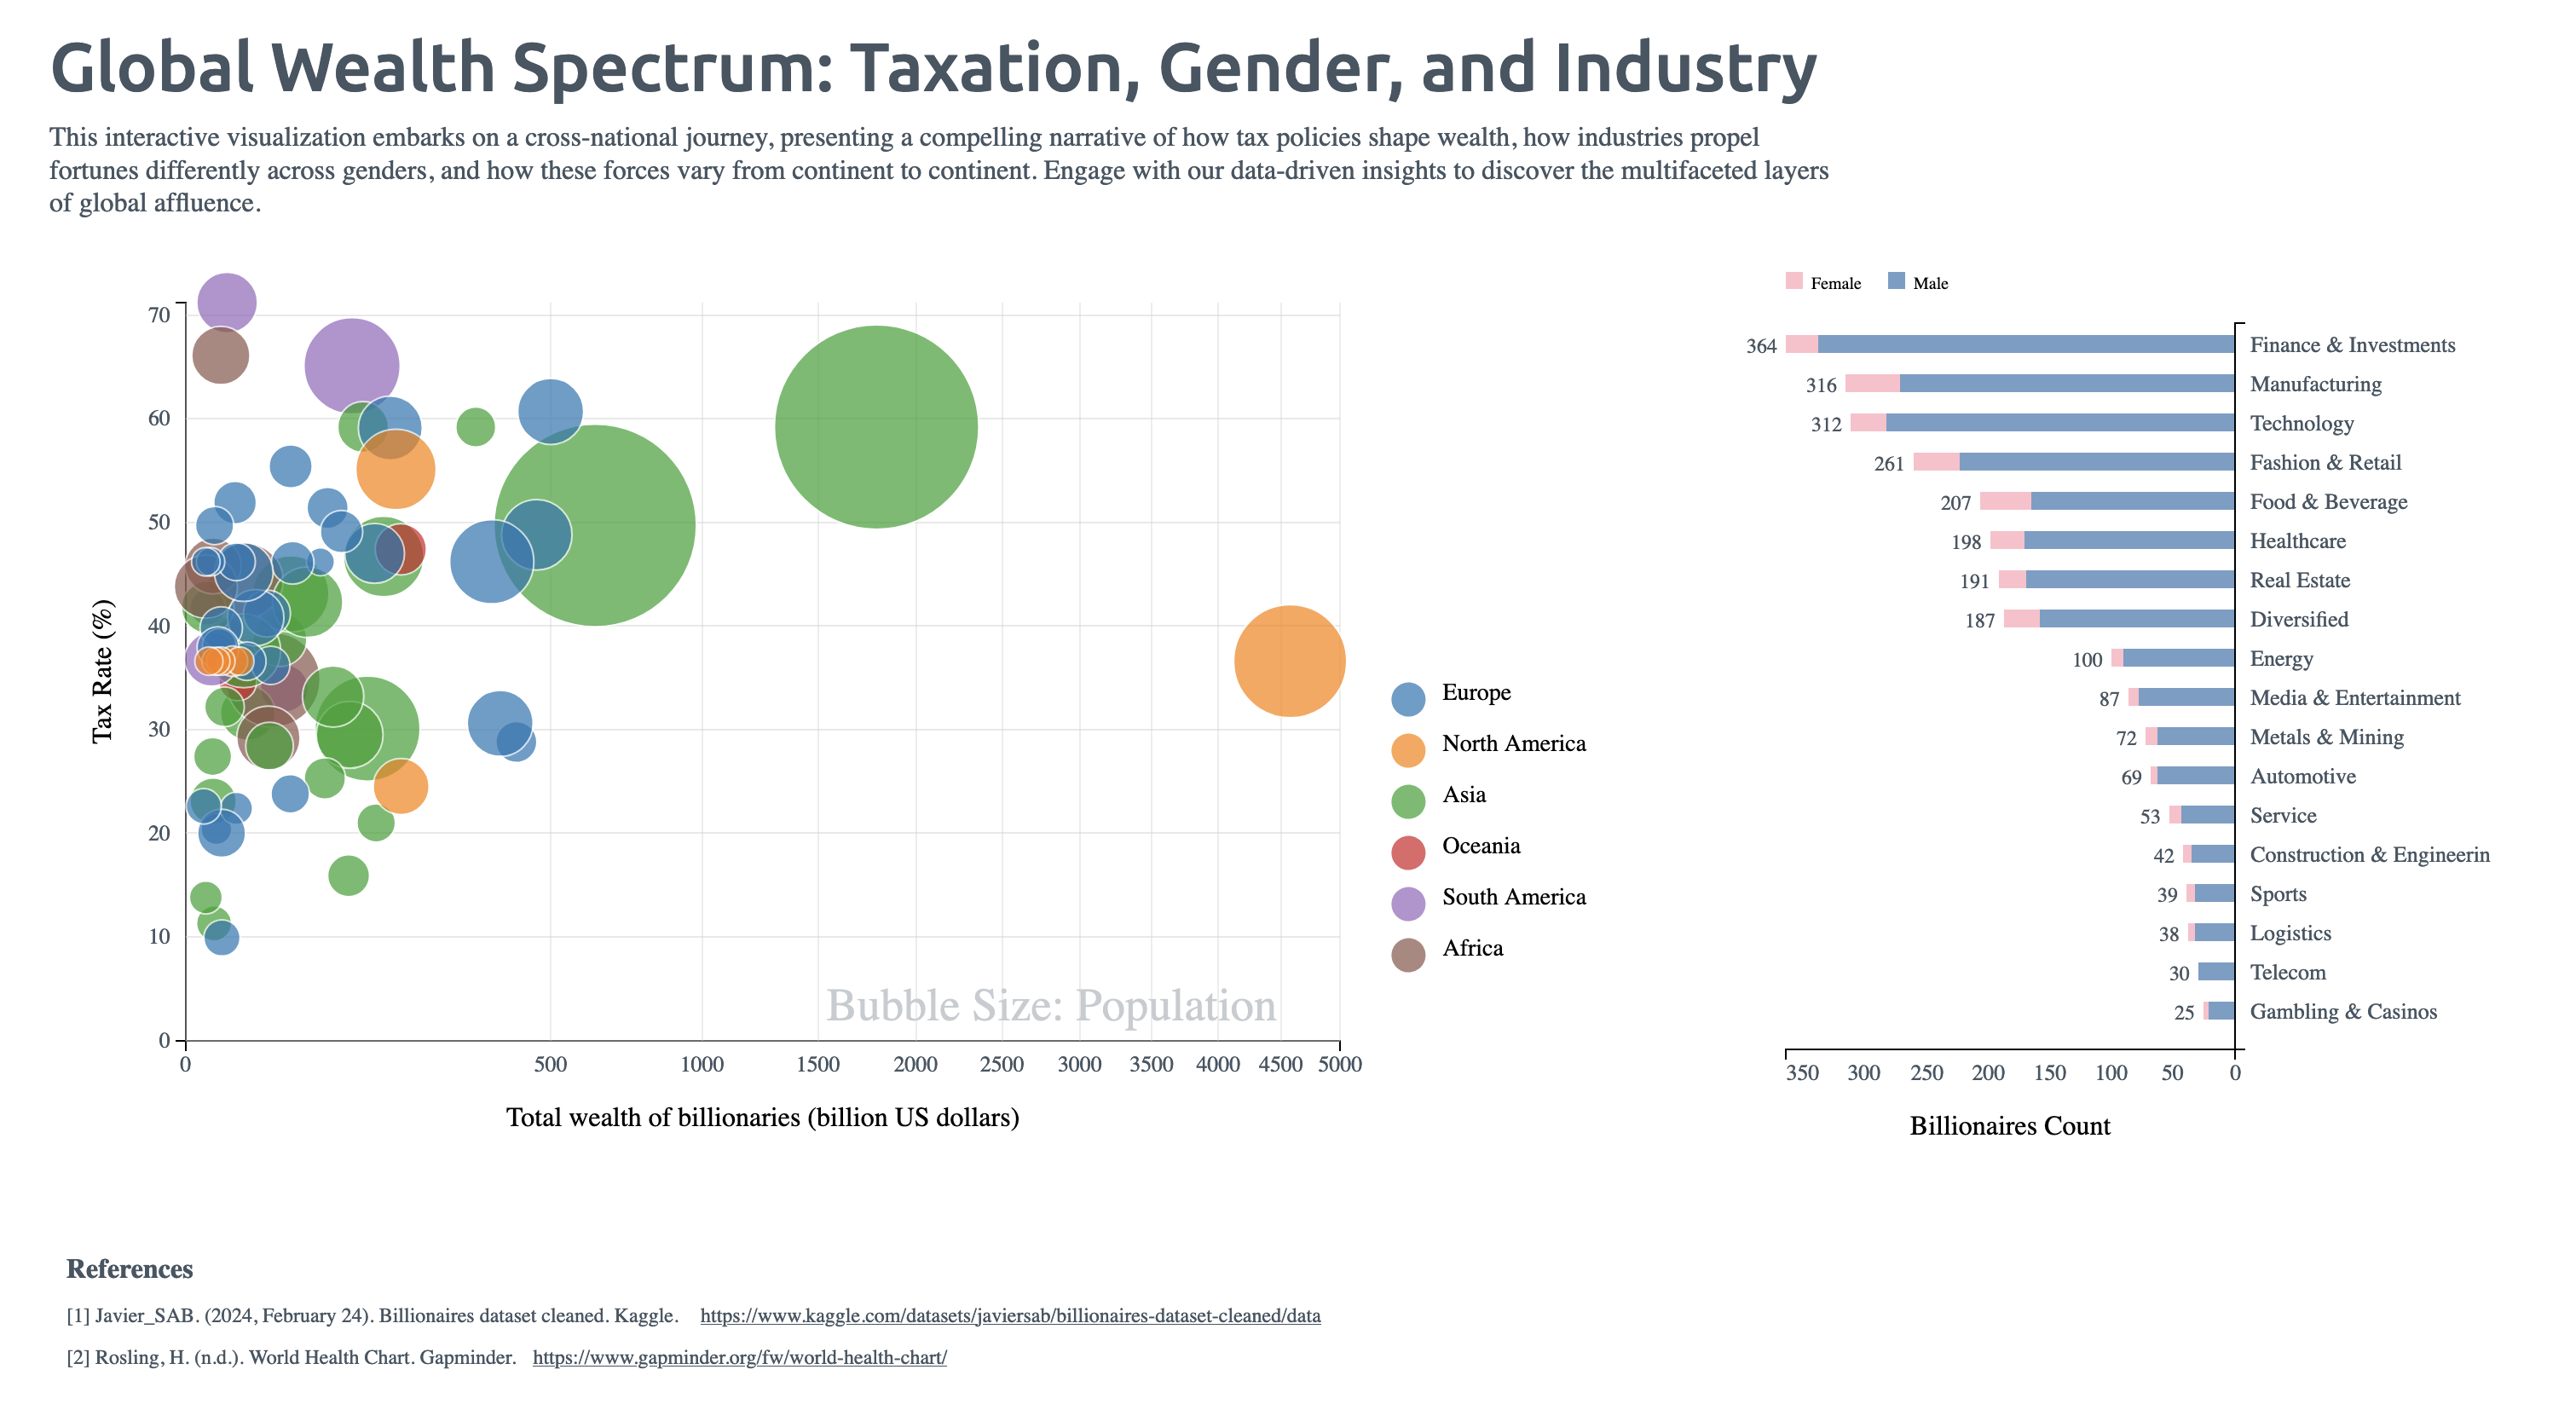 Global Wealth Spectrum: Taxation, Gender, and Industry
This interactive visualization embarks on a cross-national journey, presenting a compelling narrative of how tax policies shape wealth, how industries propel
fortunes differently across genders, and how these forces vary from continent to continent. Engage with our data-driven insights to discover the multifaceted layers
of global affluence.
70
60
50
40
30
20
10
0
Tax Rate (%)
0 500 1000 1500 2000 2500 3000 3500 4000 4500 5000
Total wealth of billionaries (billion US dollars)
Bubble Size: Population
Europe
North America
Asia
Oceania
South America
Africa
Female Male
364 Finance & Investments
316 Manufacturing
312 Technology
261 Fashion & Retail
207 Food & Beverage
198 Healthcare
191 Real Estate
187 Diversified
100 Energy
87 Media & Entertainment
72 Metals & Mining
69 Automotive
53 Service
42 Construction & Engineerin
39 Sports
38 Logistics
30 Telecom
25 Gambling & Casinos
350 300 250 200 150 100 50 0
Billionaires Count
References
[1] Javier_SAB. (2024, February 24). Billionaires dataset cleaned. Kaggle. https://www.kaggle.com/datasets/javiersab/billionaires-dataset-cleaned/data
[2] Rosling, H. (n.d.). World Health Chart. Gapminder. https://www.gapminder.org/fw/world-health-chart/